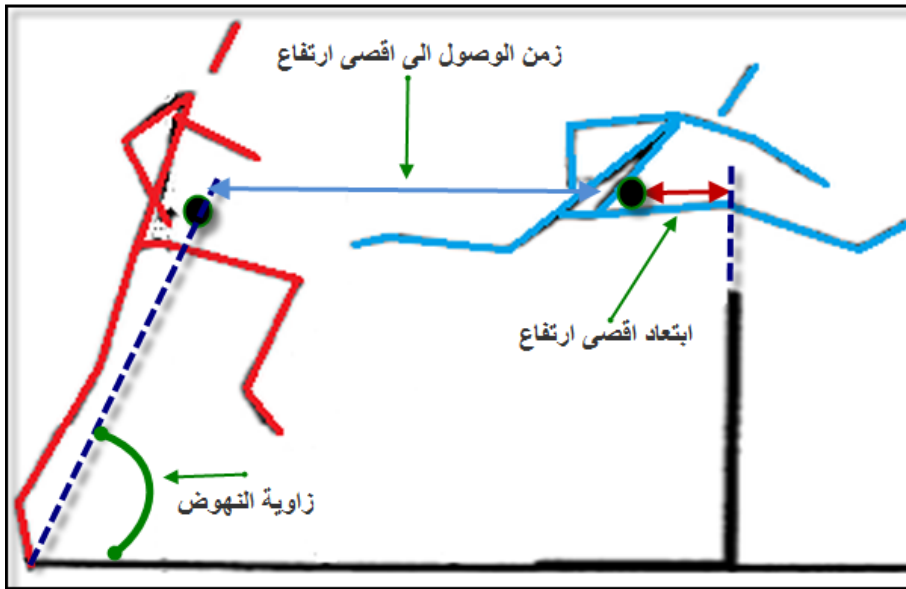 زمن الوصول الى اقصى ارتفاع
ابتعاد اقصى ارتفاع
زاوية النهوض